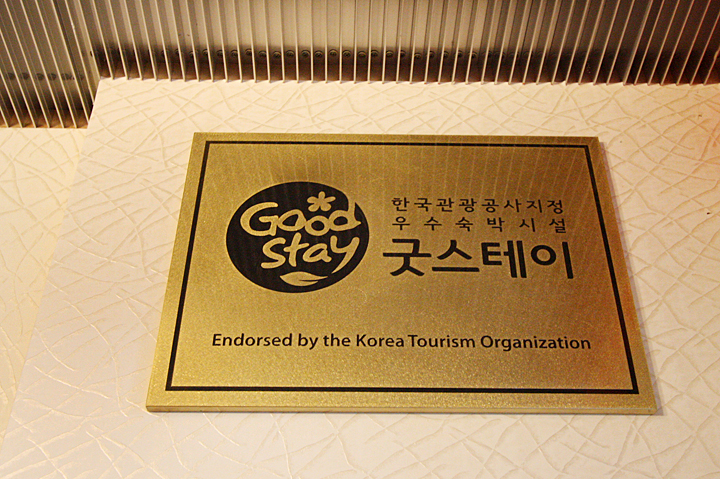 Good
stay
한국관광공사지정
우수숙박시설
굿스테이
Endorsed by the Korea Tourism Organization